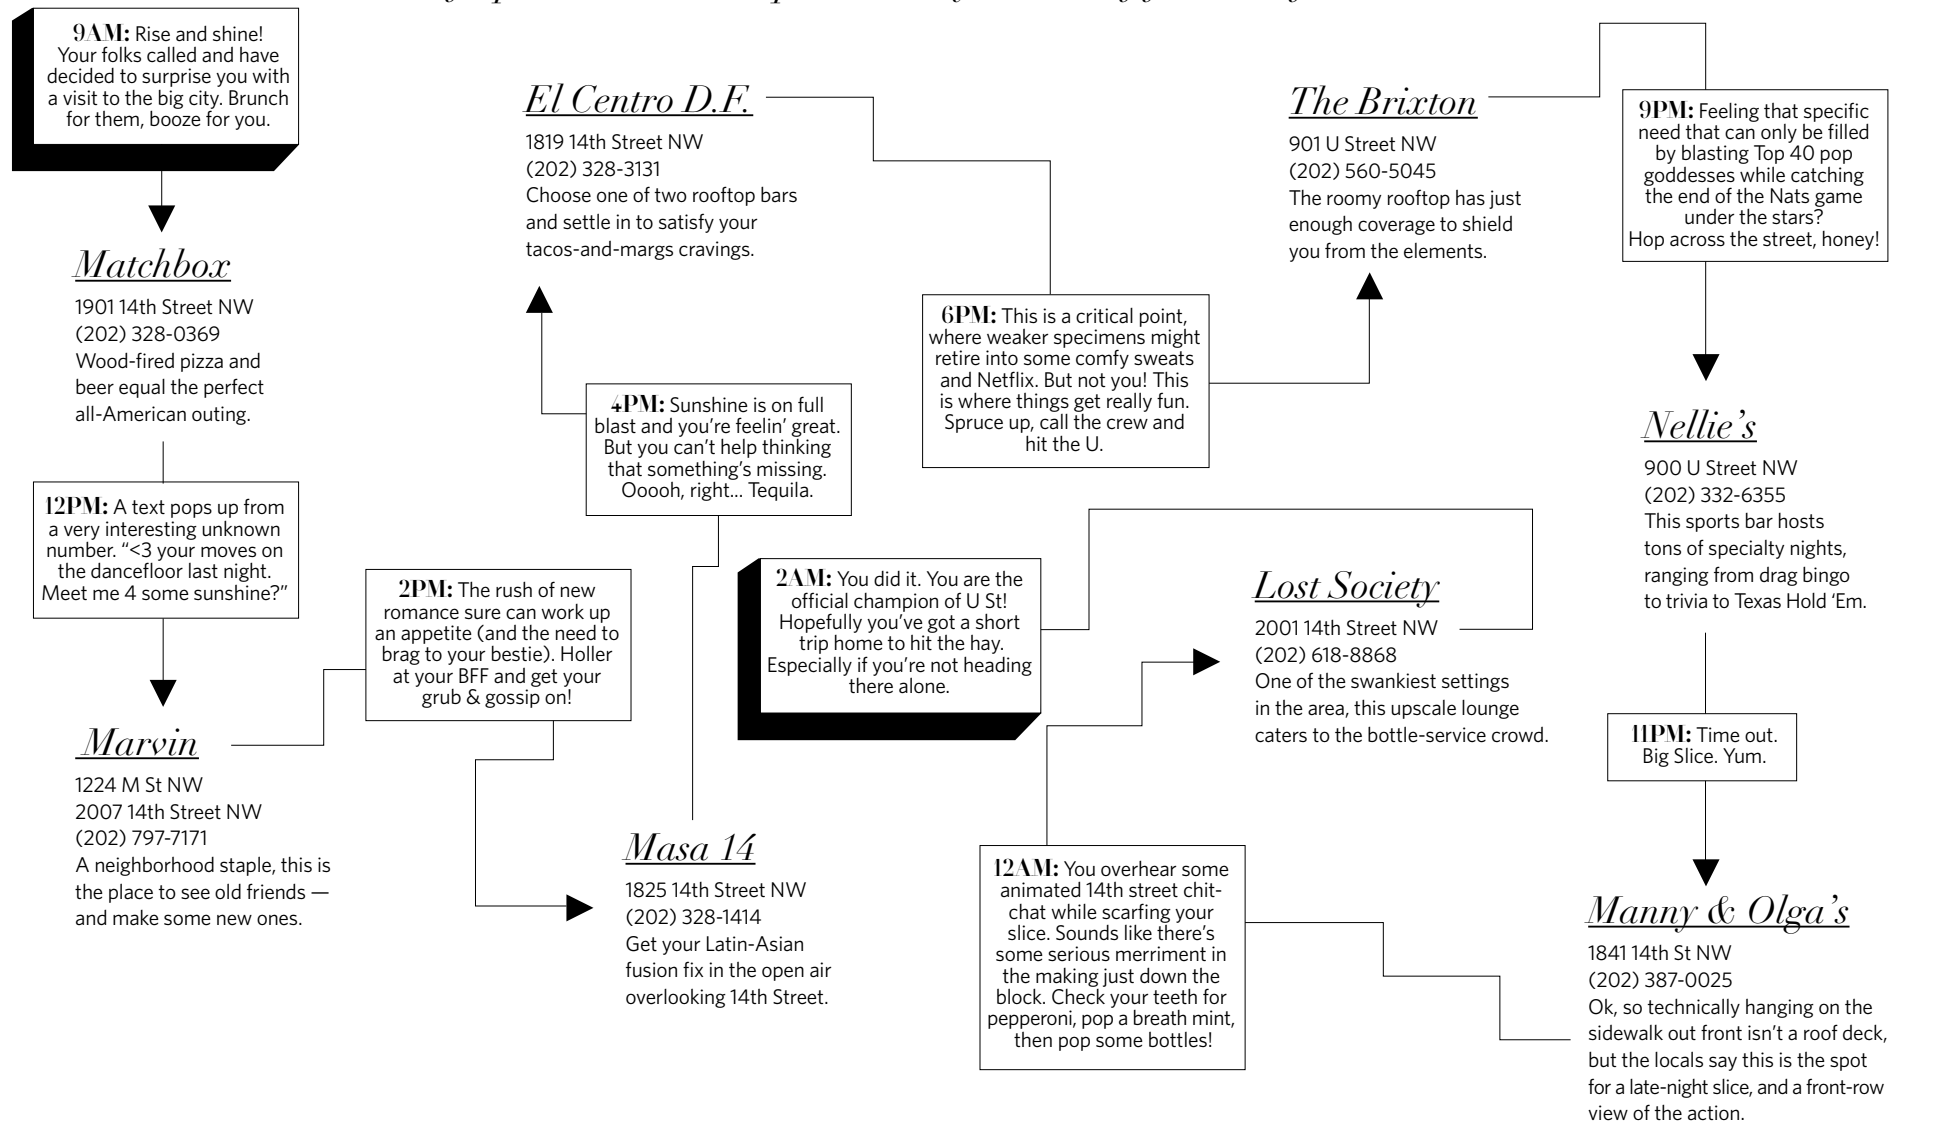 9AM: Rise and shine!
Your folks called and have
decided to surprise you with
a visit to the big city. Brunch
for them, booze for you.
Matchbox
1901 14th Street NW
(202) 328-0369
Wood-fired pizza and
beer equal the perfect
all-American outing.
12PM: A text pops up from
a very interesting unknown
number. “<3 your moves on
the dancefloor last night.
Meet me 4 some sunshine?”
Marvin
1224 M St NW
2007 14th Street NW
(202) 797-7171
A neighborhood staple, this is
the place to see old friends —
and make some new ones.
2PM: The rush of new
romance sure can work up
an appetite (and the need to
brag to your bestie). Holler
at your BFF and get your
grub & gossip on!
Masa 14
1825 14th Street NW
(202) 328-1414
Get your Latin-Asian
fusion fix in the open air
overlooking 14th Street.
4PM: Sunshine is on full
blast and you’re feelin’ great.
But you can’t help thinking
that something’s missing.
Ooooh, right... Tequila.
El Centro D.F.
1819 14th Street NW
(202) 328-3131
Choose one of two rooftop bars
and settle in to satisfy your
tacos-and-margs cravings.
6PM: This is a critical point,
where weaker specimens might
retire into some comfy sweats
and Netflix. But not you! This
is where things get really fun.
Spruce up, call the crew and
hit the U.
The Brixton
901 U Street NW
(202) 560-5045
The roomy rooftop has just
enough coverage to shield
you from the elements.
9PM: Feeling that specific
need that can only be filled
by blasting Top 40 pop
goddesses while catching
the end of the Nats game
under the stars?
Hop across the street, honey!
Nellie’s
900 U Street NW
(202) 332-6355
This sports bar hosts
tons of specialty nights,
ranging from drag bingo
to trivia to Texas Hold ‘Em.
11PM: Time out.
Big Slice. Yum.
Manny & Olga’s
1841 14th St NW
(202) 387-0025
Ok, so technically hanging on the
sidewalk out front isn’t a roof deck,
but the locals say this is the spot
for a late-night slice, and a front-row
view of the action.
12AM: You overhear some
animated 14th street chit-
chat while scarfing your
slice. Sounds like there’s
some serious merriment in
the making just down the
block. Check your teeth for
pepperoni, pop a breath mint,
then pop some bottles!
Lost Society
2001 14th Street NW
(202) 618-8868
One of the swankiest settings
in the area, this upscale lounge
caters to the bottle-service crowd.
2AM: You did it. You are the
official champion of U St!
Hopefully you’ve got a short
trip home to hit the hay.
Especially if you’re not heading
there alone.